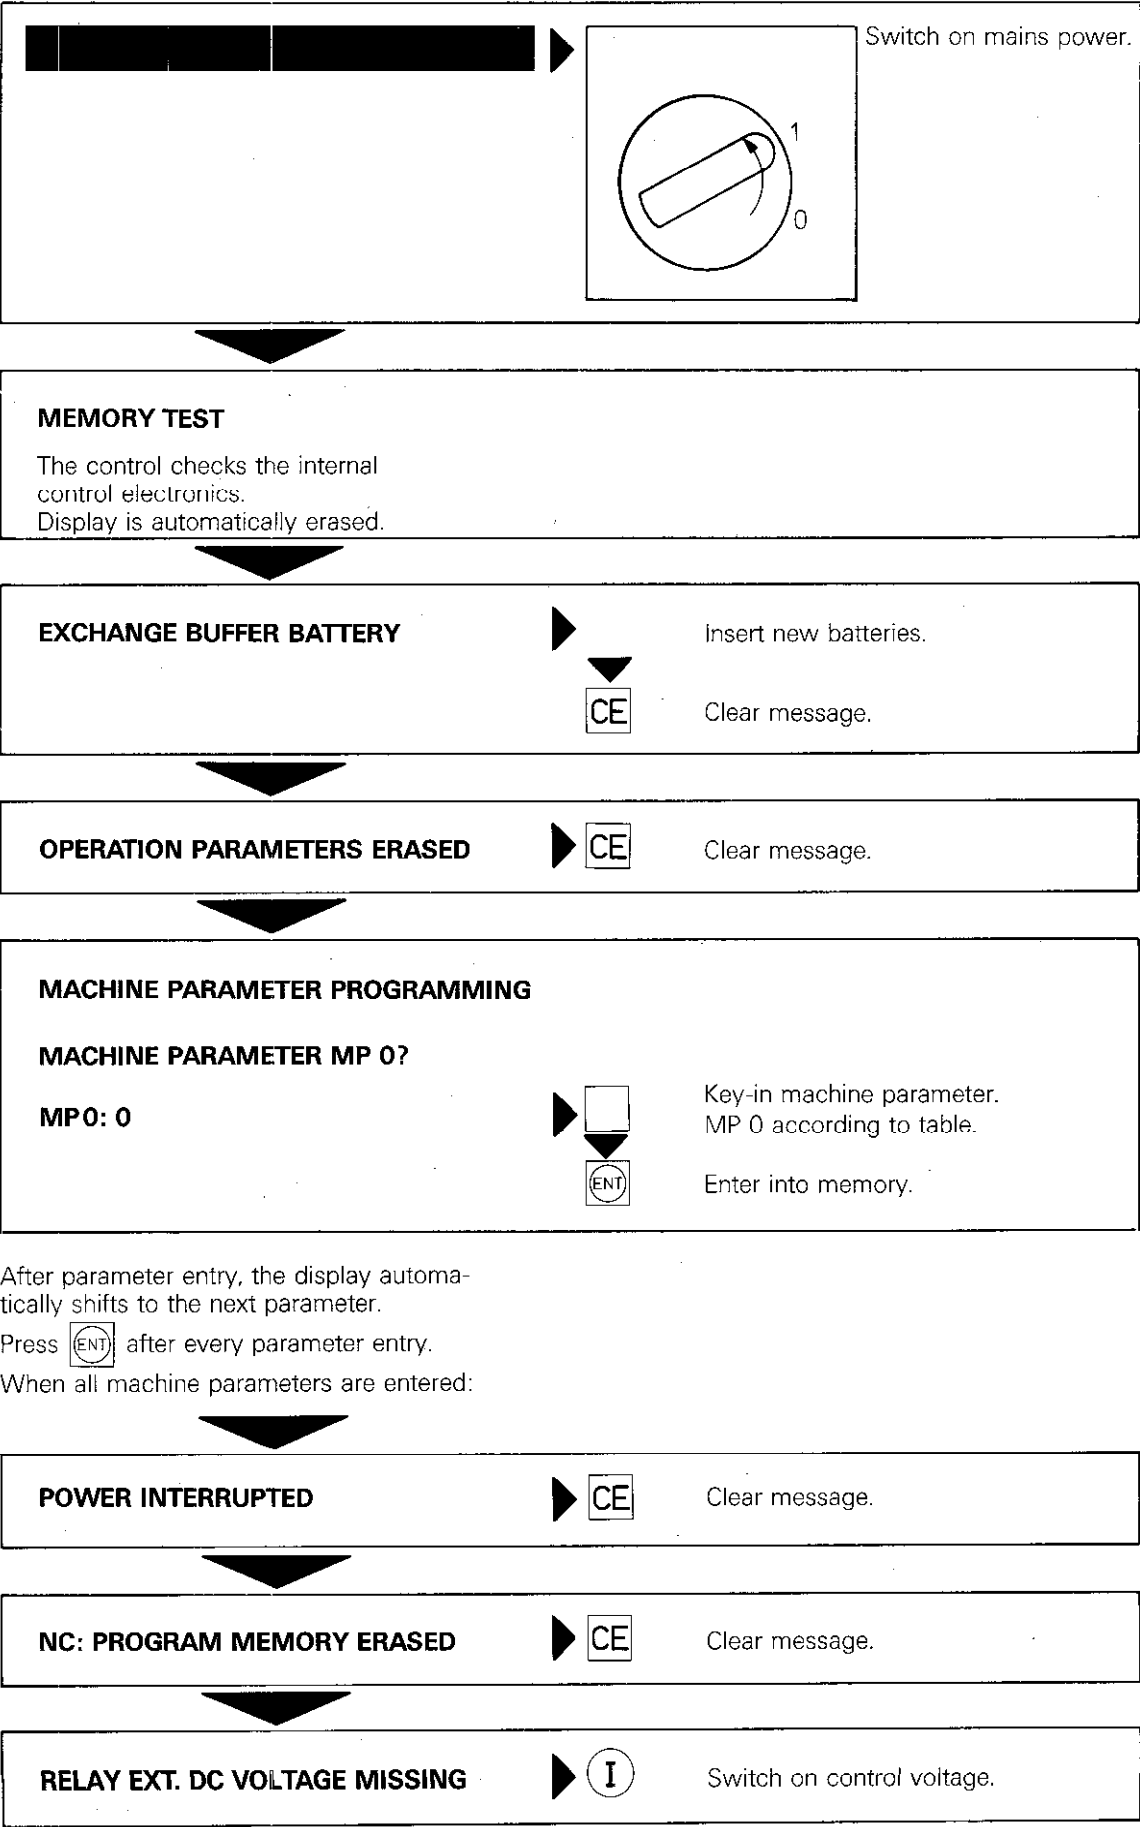 Switch on mains power.
1
0
MEMORY TEST
The control checks the internal
control electronics.
Display is automatically erased.
EXCHANGE BUFFER BATTERY
Insert new batteries.
CE
Clear message.
OPERATION PARAMETERS ERASED
CE
Clear message.
MACHINE PARAMETER PROGRAMMING
MACHINE PARAMETER MP 0?
MP0: 0
Key-in machine parameter.
MP 0 according to table.
ENT
Enter into memory.
After parameter entry, the display automa-
tically shifts to the next parameter.
Press ENT after every parameter entry.
When all machine parameters are entered:
POWER INTERRUPTED
CE
Clear message.
NC: PROGRAM MEMORY ERASED
CE
Clear message.
RELAY EXT. DC VOLTAGE MISSING
I
Switch on control voltage.